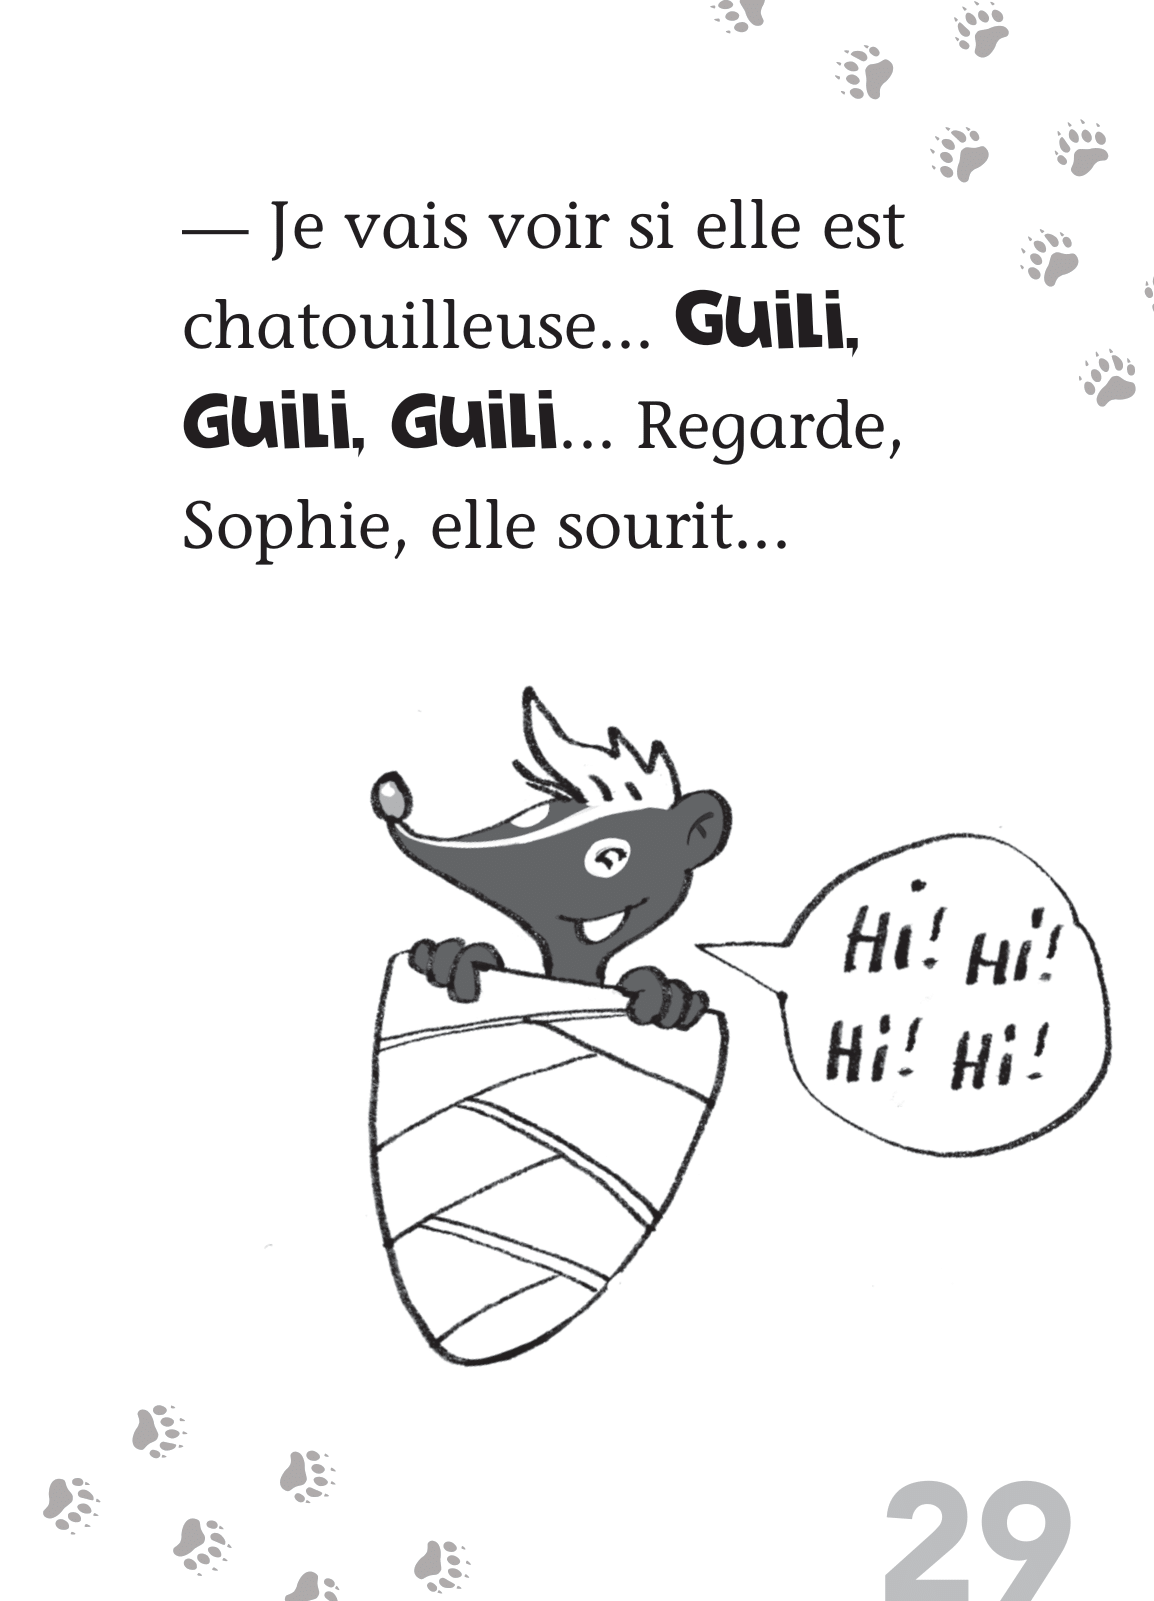 — Je vais voir si elle est
chatouilleuse... Guili,
Guili, Guili... Regarde,
Sophie, elle sourit...
Hi! Hi!
Hi! Hi!
29